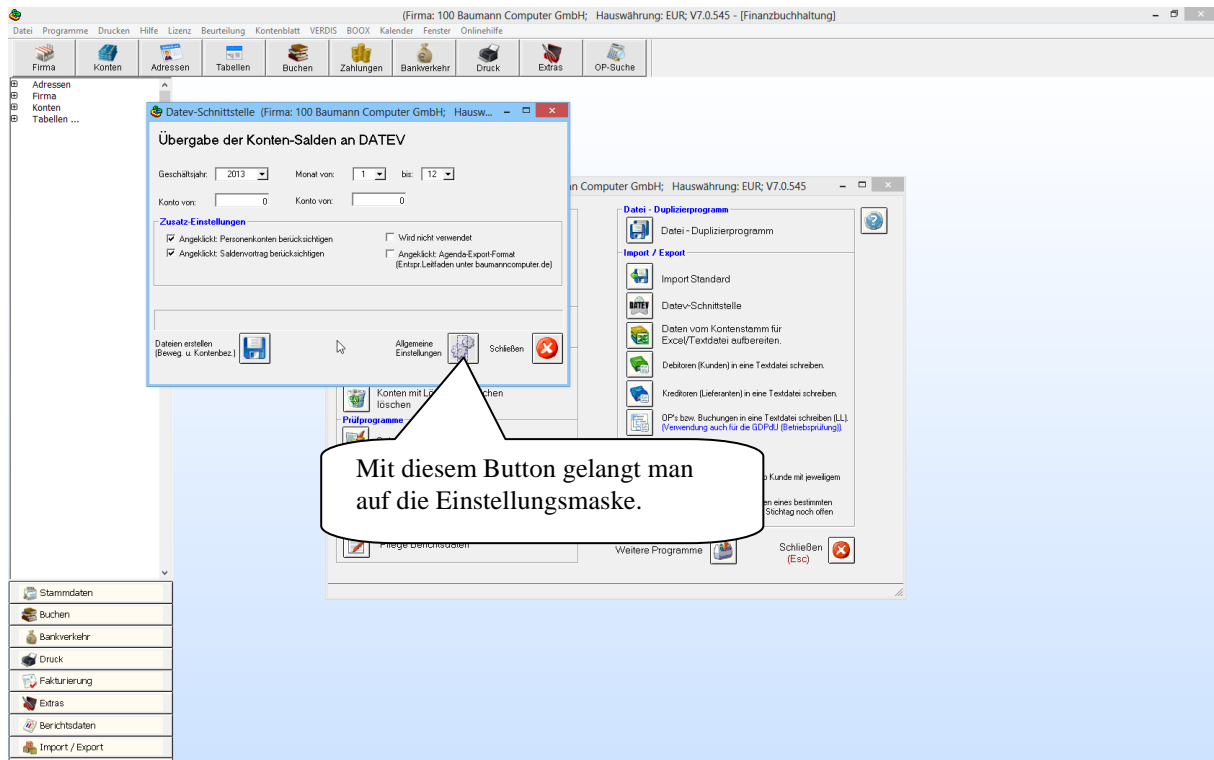 (Firma: 100 Baumann Computer GmbH; Hauswährung: EUR; V7.0.545 - [Finanzbuchhaltung]
Datei Programme Drucken Hilfe Lizenz Beurteilung Kontenblatt VERDIS BOOX Kalender Fenster Onlinehilfe
Firma Konten Adressen Tabellen Buchen Zahlungen Bankverkehr Druck Extras OP-Suche
Adressen
Firma
Konten
Tabellen ...
Datev-Schnittstelle (Firma: 100 Baumann Computer GmbH; Hausw...
Übergabe der Konten-Salden an DATEV
Geschäftsjahr: 2013 Monat von: 1 bis: 12
Konto von: 0 Konto von: 0
Zusatz-Einstellungen
Angeklickt: Personenkonten berücksichtigen
Wird nicht verwendet
Angeklickt: Saldenvortrag berücksichtigen
Angeklickt: Agenda-Export-Format
(Entspr.Leitfaden unter baumanncomputer.de)
Dateien erstellen
(Beweg. u. Kontenbez.)
Allgemeine
Einstellungen
Schließen
n Computer GmbH; Hauswährung: EUR; V7.0.545
Datei - Duplizierprogramm
Datei - Duplizierprogramm
Import / Export
Import Standard
DATEV
Datev-Schnittstelle
Daten vom Kontenstamm für
Excel/Textdatei aufbereiten.
Debitoren (Kunden) in eine Textdatei schreiben.
Kreditoren (Lieferanten) in eine Textdatei schreiben.
OP's bzw. Buchungen in eine Textdatei schreiben (LL).
(Verwendung auch für die GDPdU (Betriebsprüfung)).
o Kunde mit jeweiligem
en eines bestimmten
Stichtag noch offen
Konten mit L chen
löschen
Prüfprogramme
Mit diesem Button gelangt man
auf die Einstellungsmaske.
Pflege Berichtsdaten
Weitere Programme
Schließen
(Esc)
Stammdaten
Buchen
Bankverkehr
Druck
Fakturierung
Extras
Berichtsdaten
Import / Export